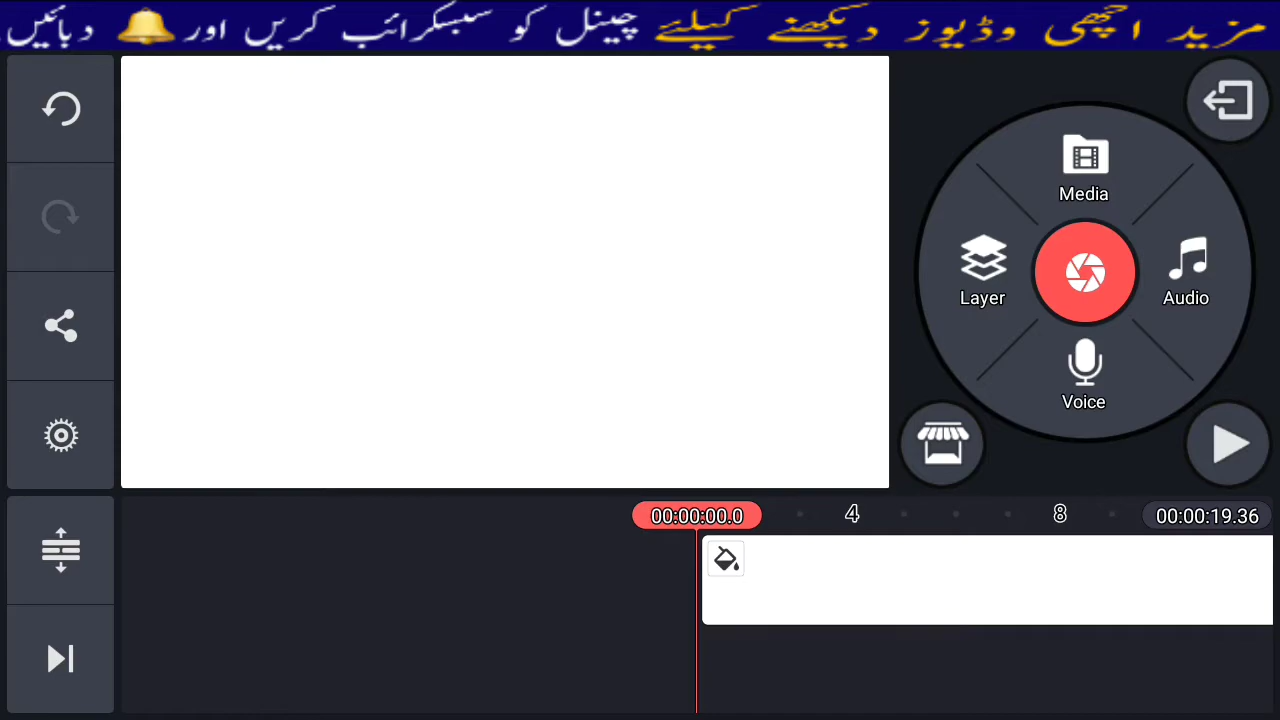 مزید اچھی وڈیوز دیکھنے کیلئے چینل کو سبسکرائب کریں اور 🔔 دبائیں
Media
Layer
Audio
Voice
00:00:00.0
4
8
00:00:19.36